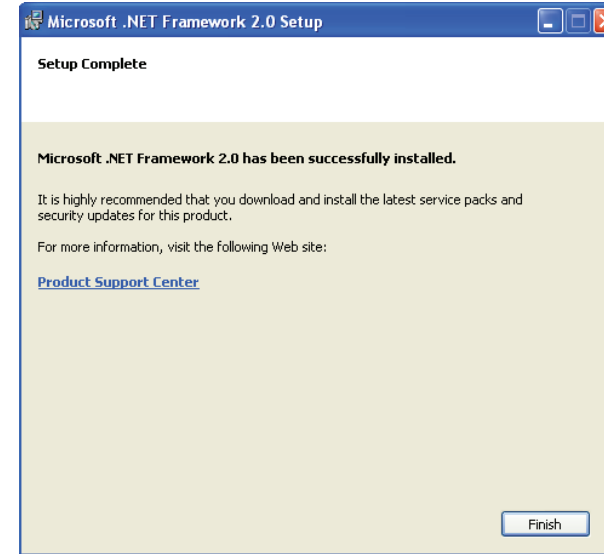 Microsoft .NET Framework 2.0 Setup
Setup Complete
Microsoft .NET Framework 2.0 has been successfully installed.
It is highly recommended that you download and install the latest service packs and
security updates for this product.
For more information, visit the following Web site:
Product Support Center
Finish